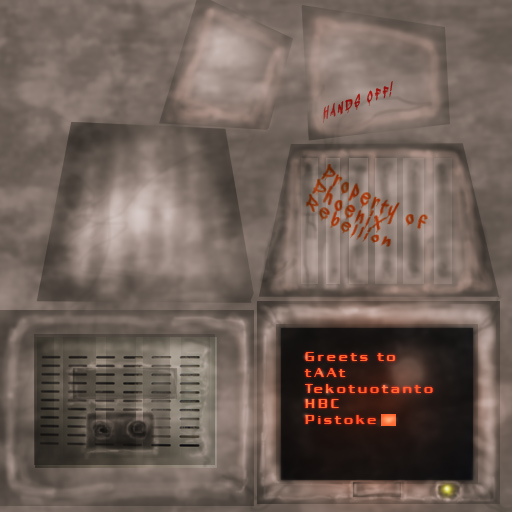 HANDS OFF!
Property of
Phoenix
Rebellion
Greets to
tAAt
Tekotuotanto
HBC
Pistoke